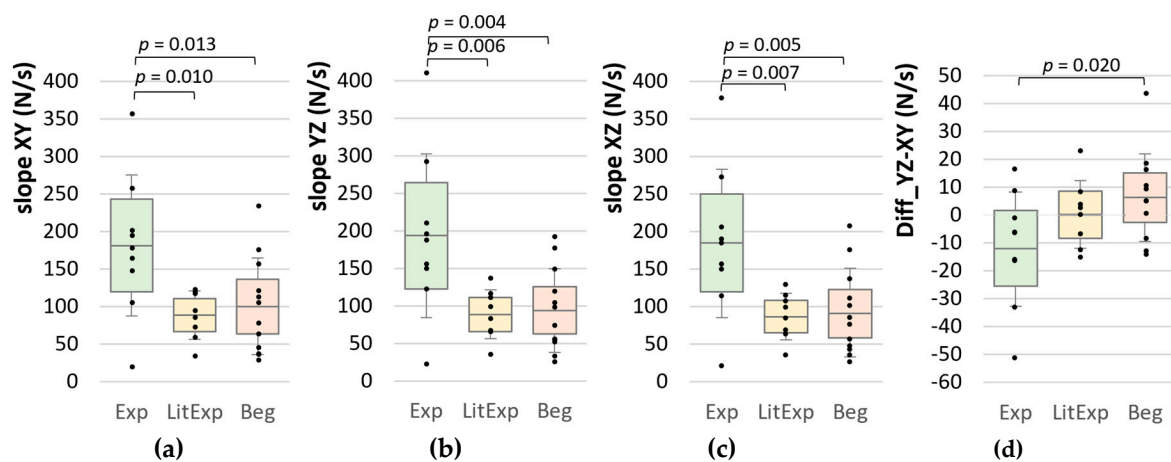 p = 0.013
p = 0.010
slope XY (N/s)
400
350
300
250
200
150
100
50
0
Exp LitExp Beg
(a)
p = 0.004
p = 0.006
slope YZ (N/s)
400
350
300
250
200
150
100
50
0
Exp LitExp Beg
(b)
p = 0.005
p = 0.007
slope XZ (N/s)
400
350
300
250
200
150
100
50
0
Exp LitExp Beg
(c)
p = 0.020
Diff_YZ-XY (N/s)
50
40
30
20
10
0
-10
-20
-30
-40
-50
-60
Exp LitExp Beg
(d)